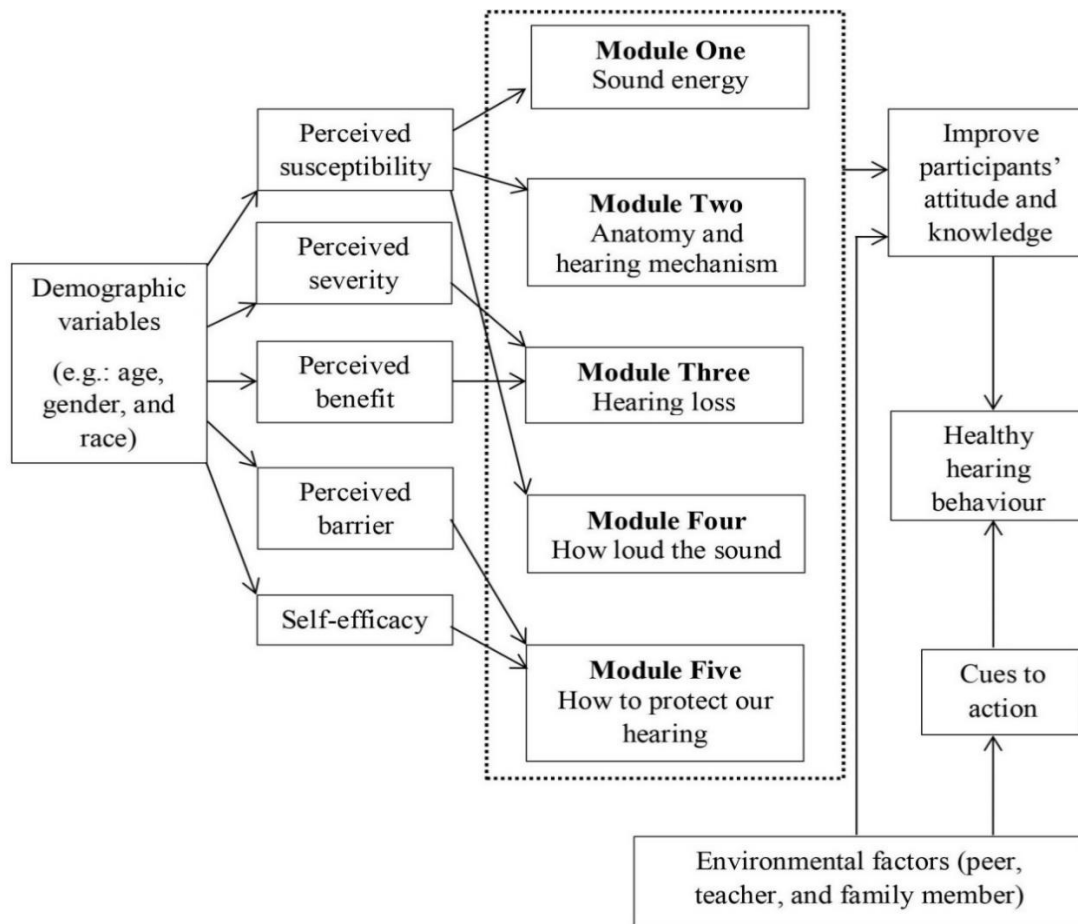 Demographic
variables
(e.g.: age,
gender, and
race)
Perceived
susceptibility
Perceived
severity
Perceived
benefit
Perceived
barrier
Self-efficacy
Module One
Sound energy
Module Two
Anatomy and
hearing mechanism
Module Three
Hearing loss
Module Four
How loud the sound
Module Five
How to protect our
hearing
Improve
participants’
attitude and
knowledge
Healthy
hearing
behaviour
Cues to
action
Environmental factors (peer,
teacher, and family member)